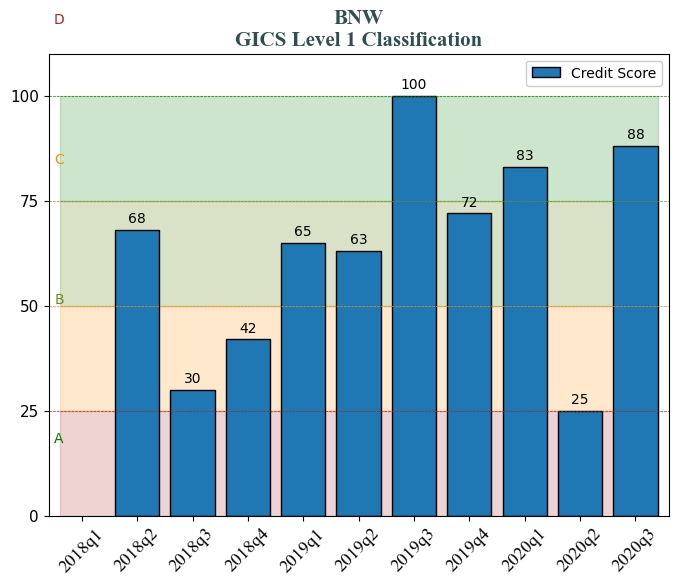 D
BNW
GICS Level 1 Classification
Credit Score
100
100
C
88
83
75
72
68
65
63
50
B
42
30
25
25
A
0
2018q1
2018q2
2018q3
2018q4
2019q1
2019q2
2019q3
2019q4
2020q1
2020q2
2020q3